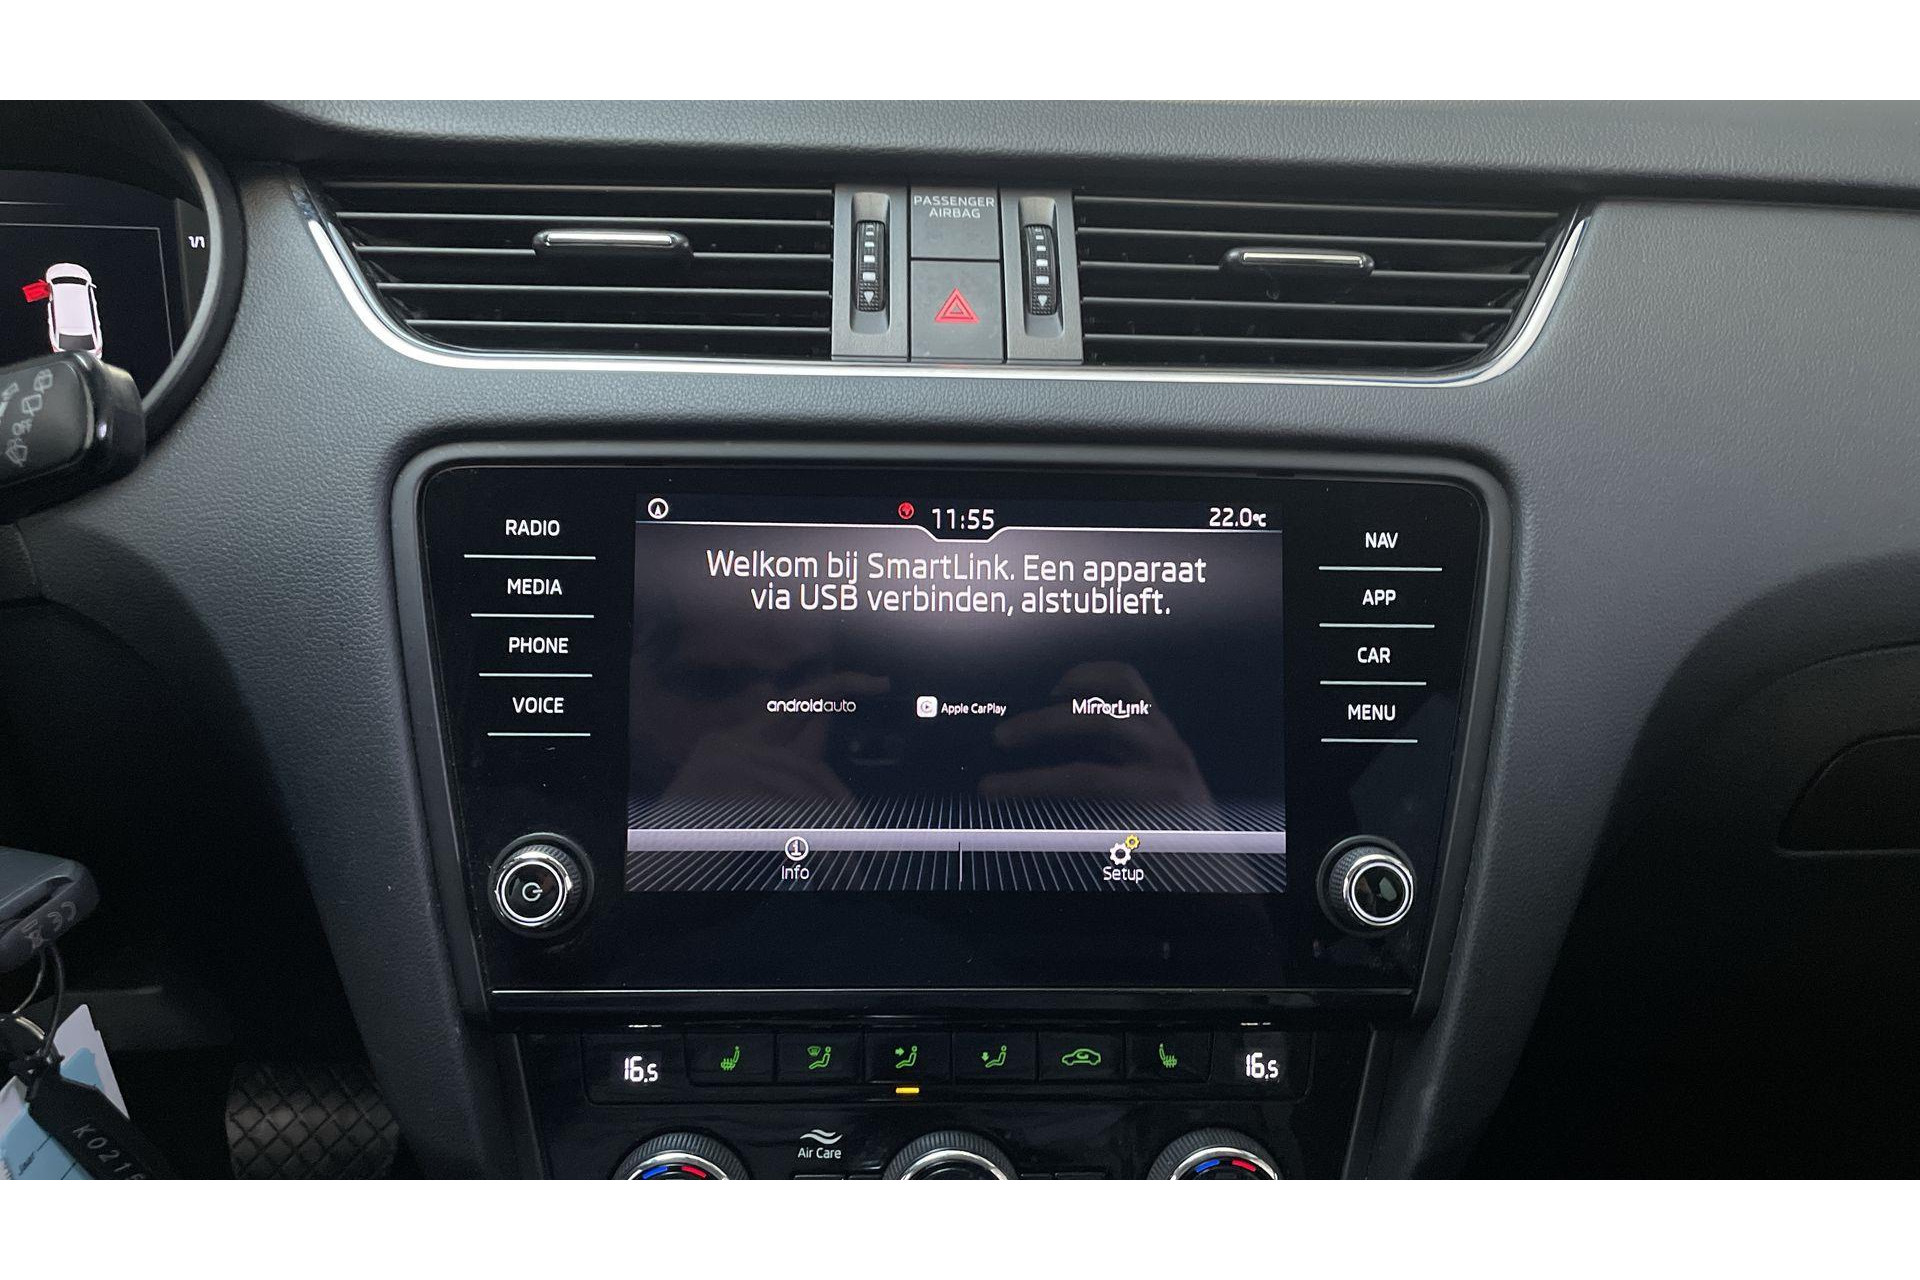 PASSENGER
AIRBAG
11:55
22.0°C
RADIO
MEDIA
PHONE
VOICE
Welkom bij SmartLink. Een apparaat
via USB verbinden, alstublieft.
androidauto
Apple CarPlay
MirrorLink
Info
Setup
NAV
APP
CAR
MENU
16.5
16.5
Air Care
CE